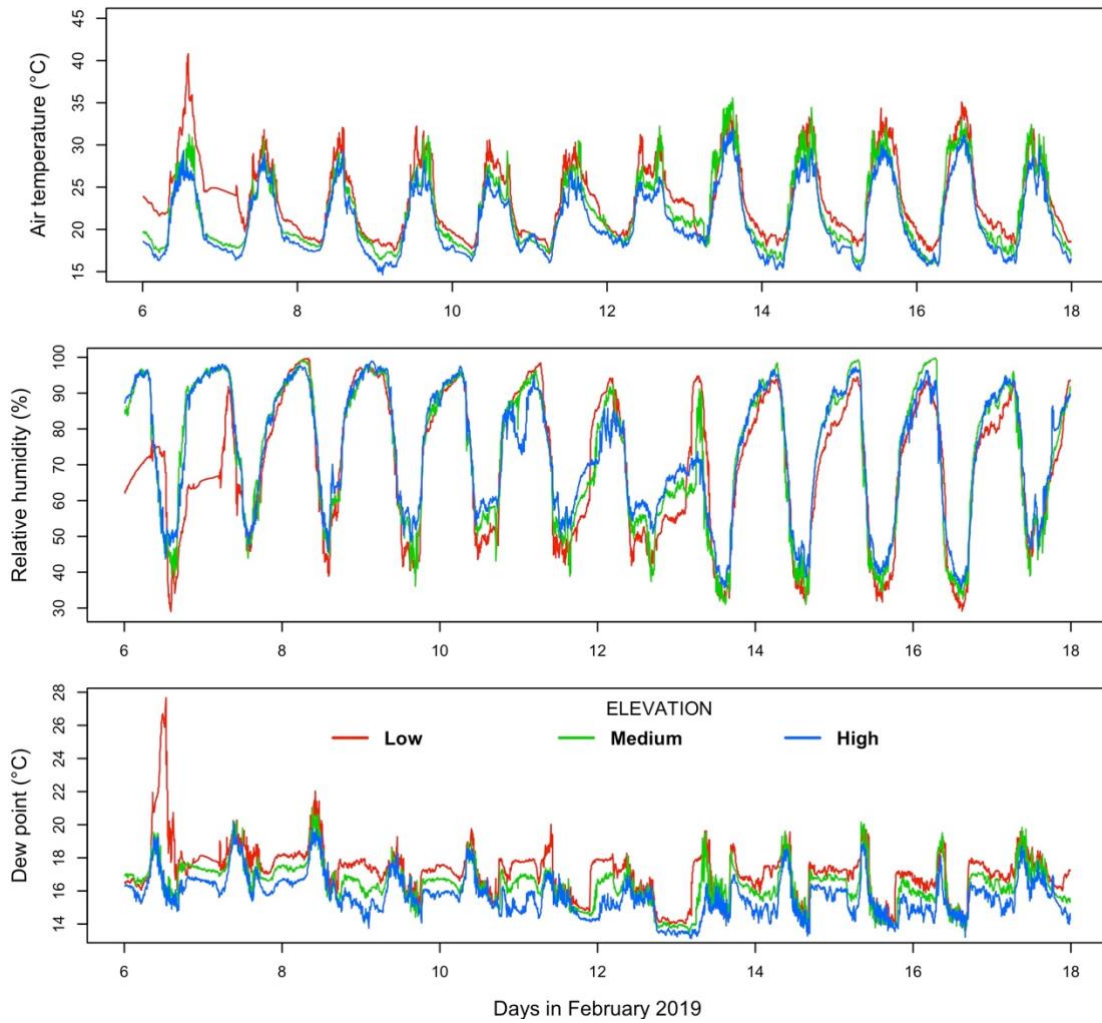 Air temperature (°C)
45
40
35
30
25
20
15
6 8 10 12 14 16 18
Relative humidity (%)
100
90
80
70
60
50
40
30
6 8 10 12 14 16 18
Dew point (°C)
28
26
24
22
20
18
16
14
ELEVATION
Low Medium High
6 8 10 12 14 16 18
Days in February 2019